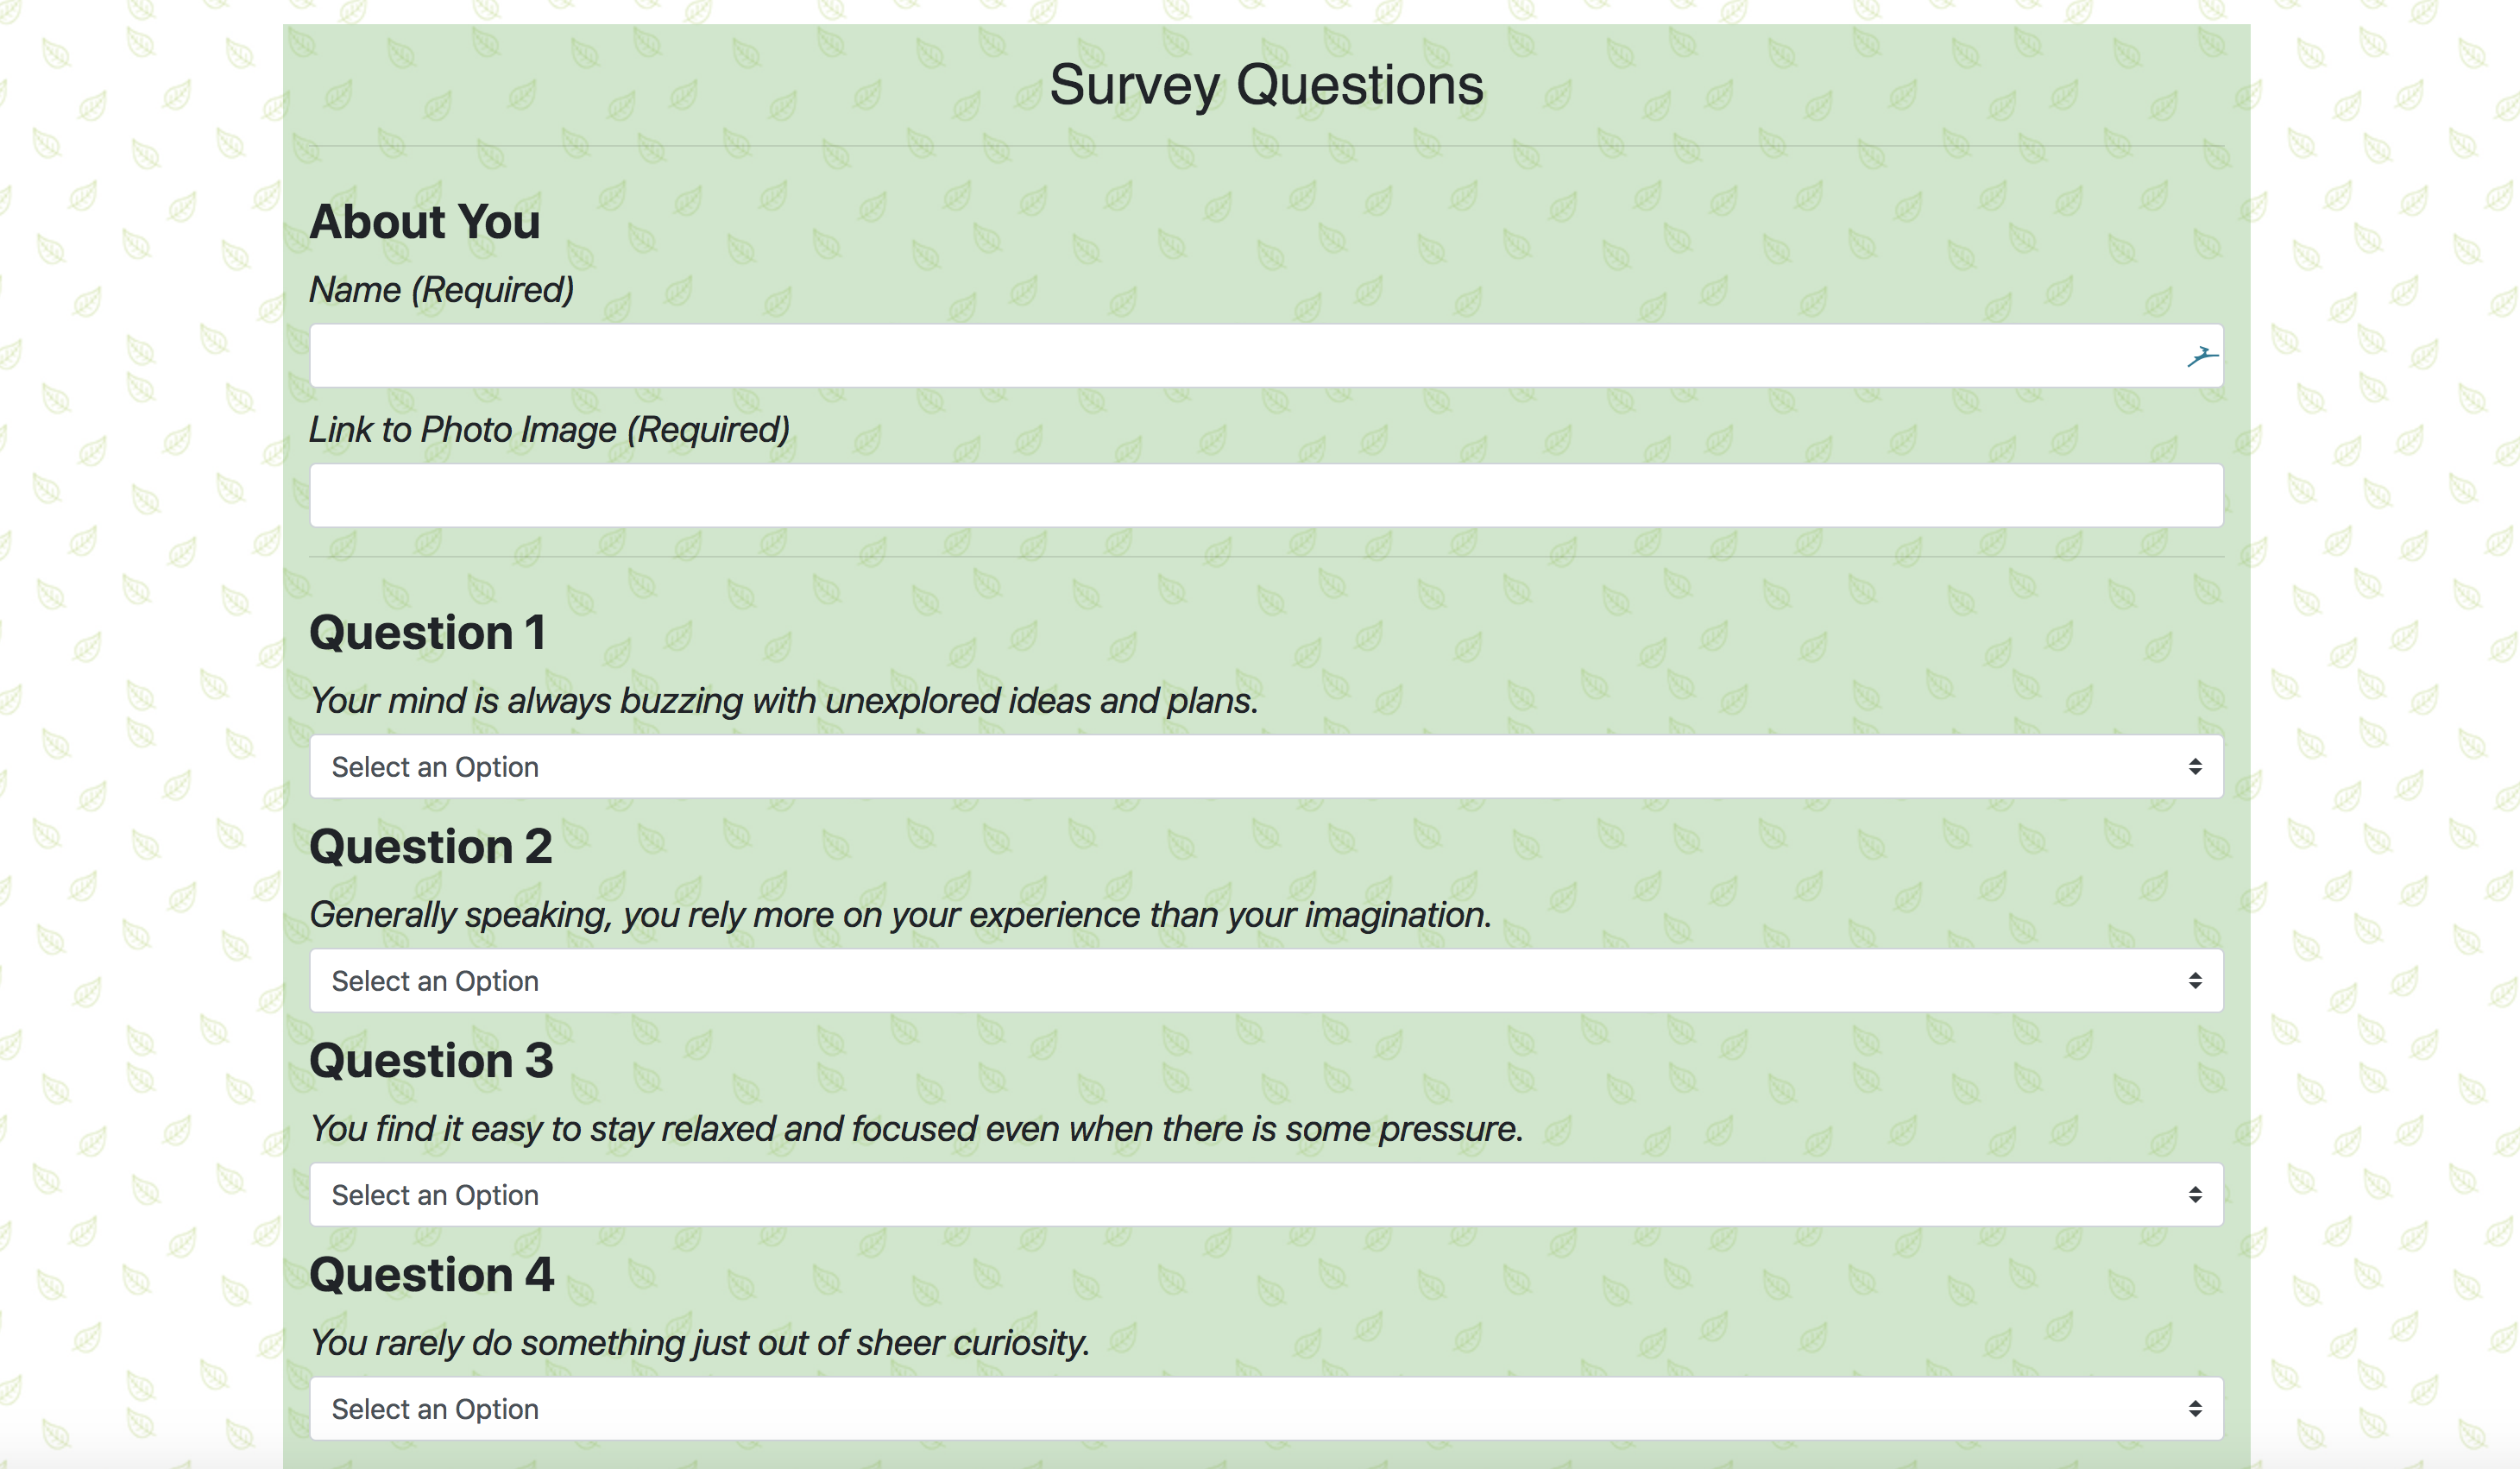 Survey Questions
About You
Name (Required)
Link to Photo Image (Required)
Question 1
Your mind is always buzzing with unexplored ideas and plans.
Select an Option
Question 2
Generally speaking, you rely more on your experience than your imagination.
Select an Option
Question 3
You find it easy to stay relaxed and focused even when there is some pressure.
Select an Option
Question 4
You rarely do something just out of sheer curiosity.
Select an Option